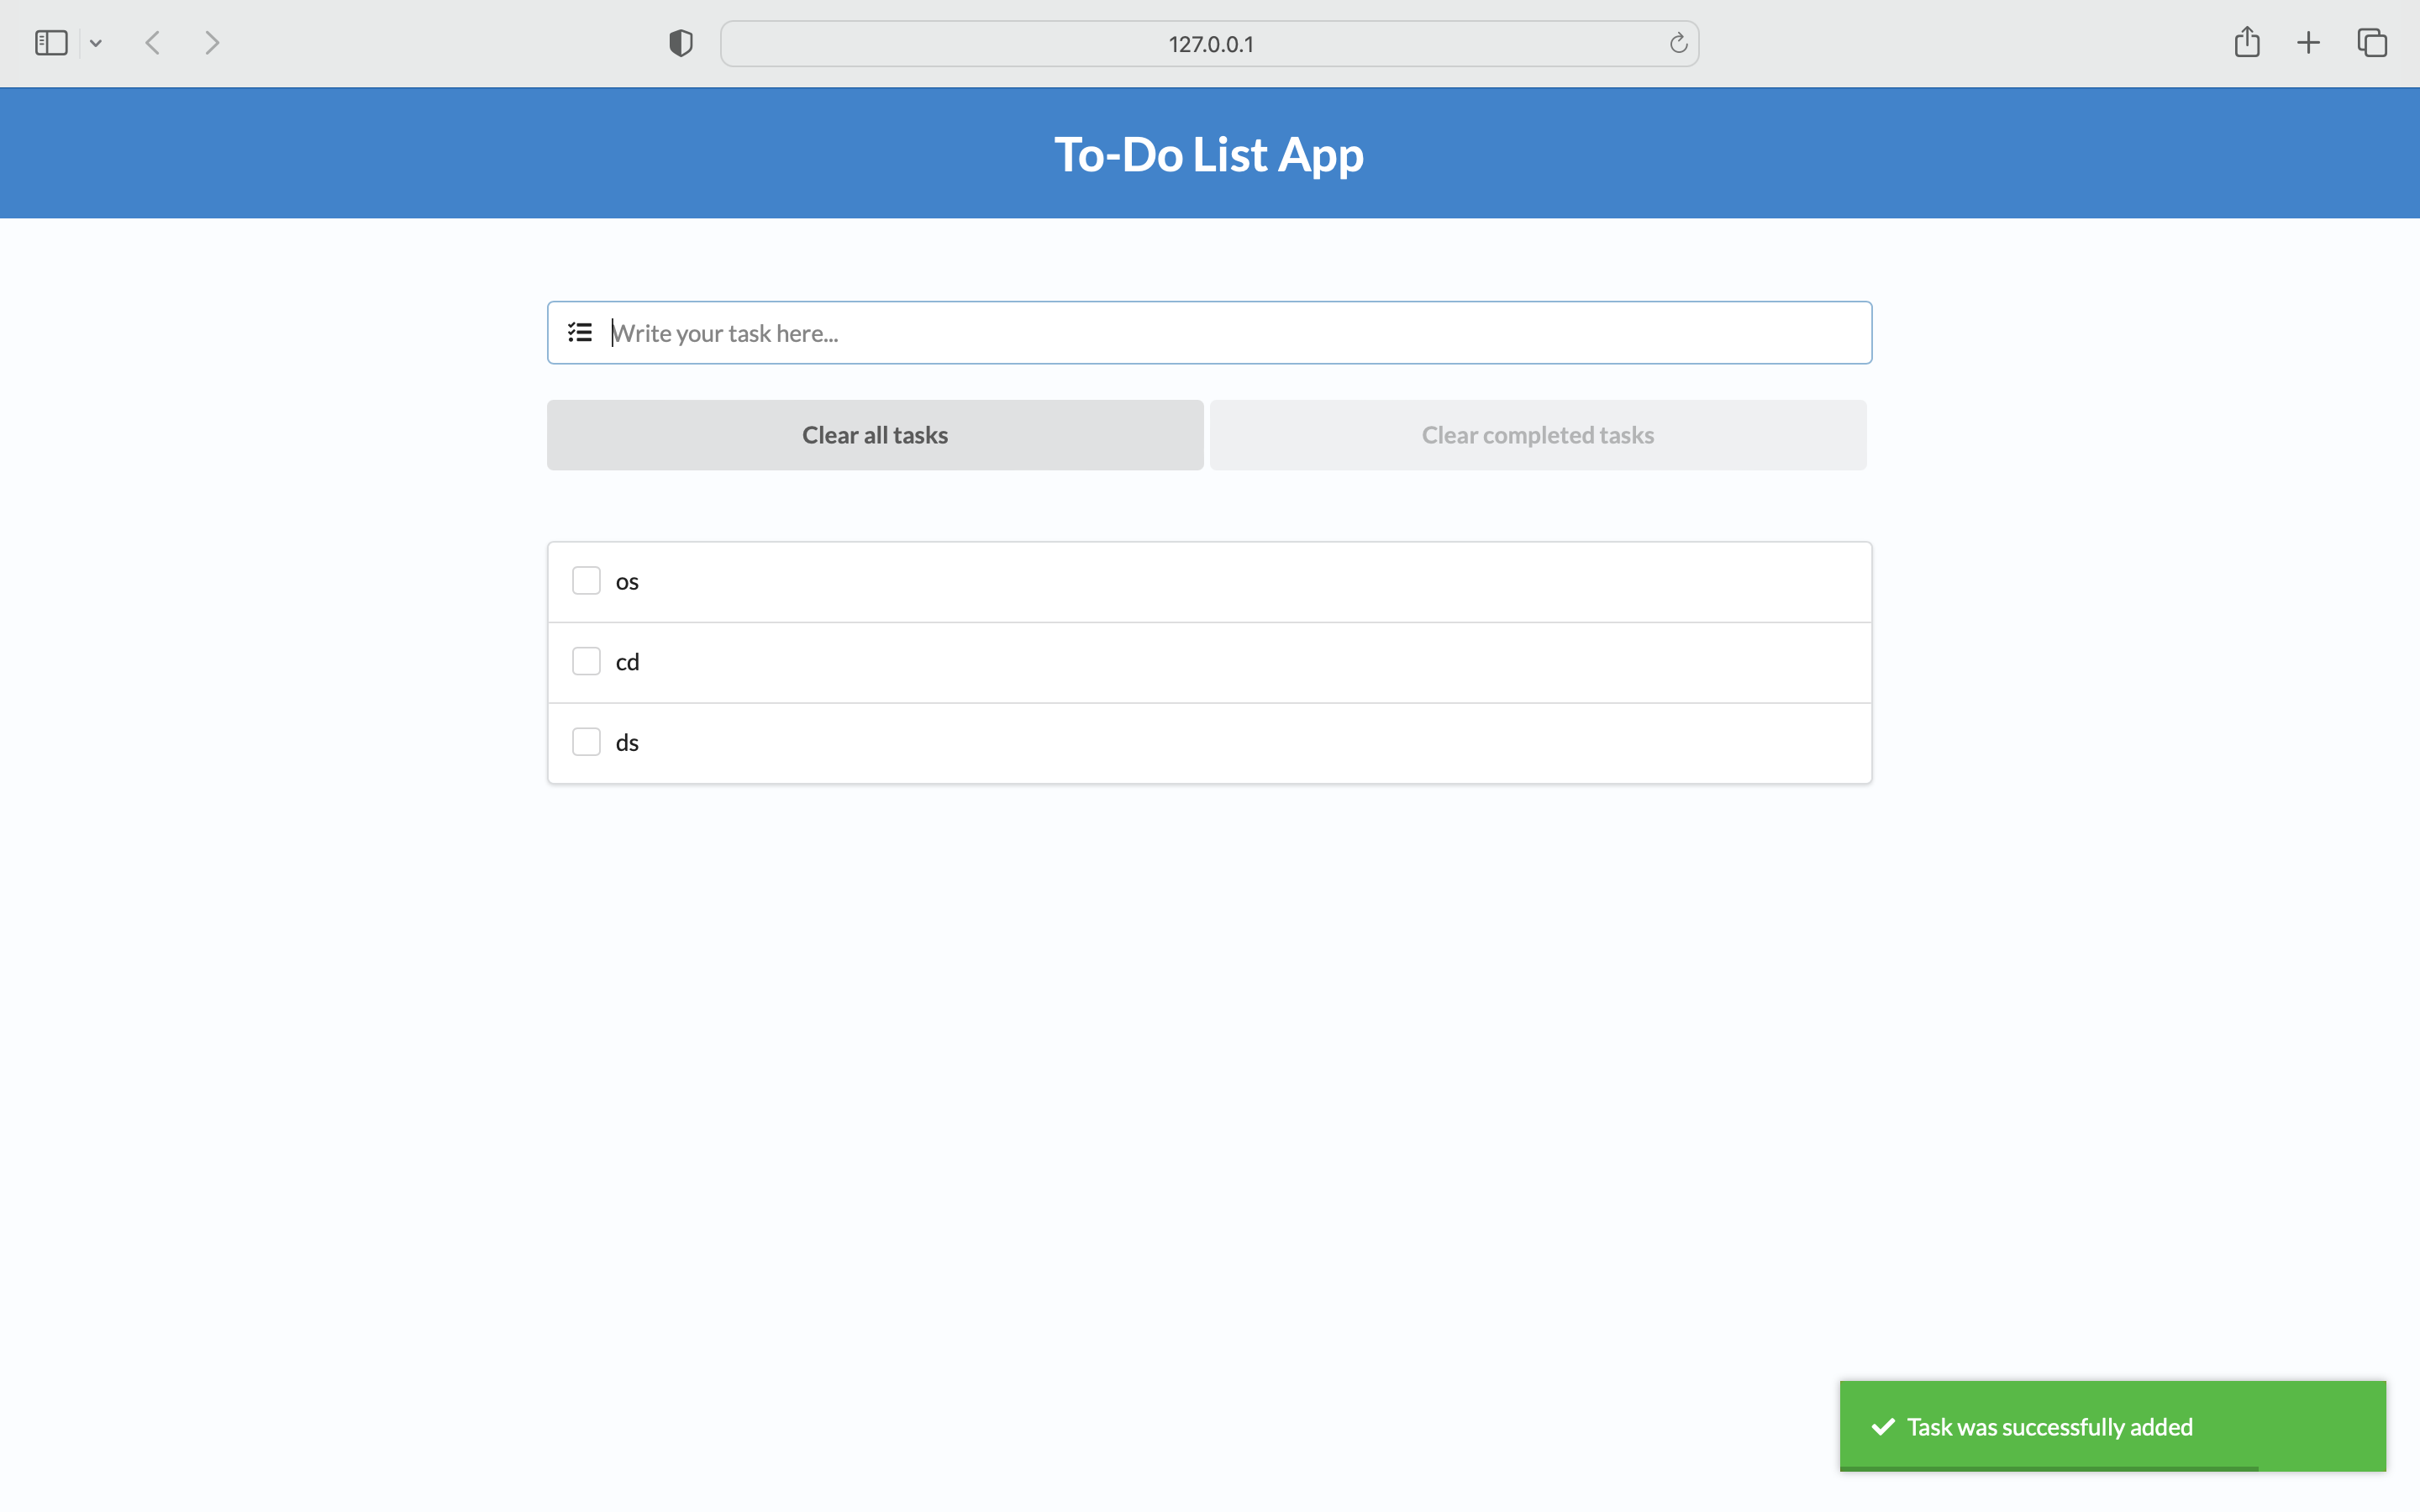 127.0.0.1
To-Do List App
Write your task here...
Clear all tasks Clear completed tasks
os
cd
ds
Task was successfully added